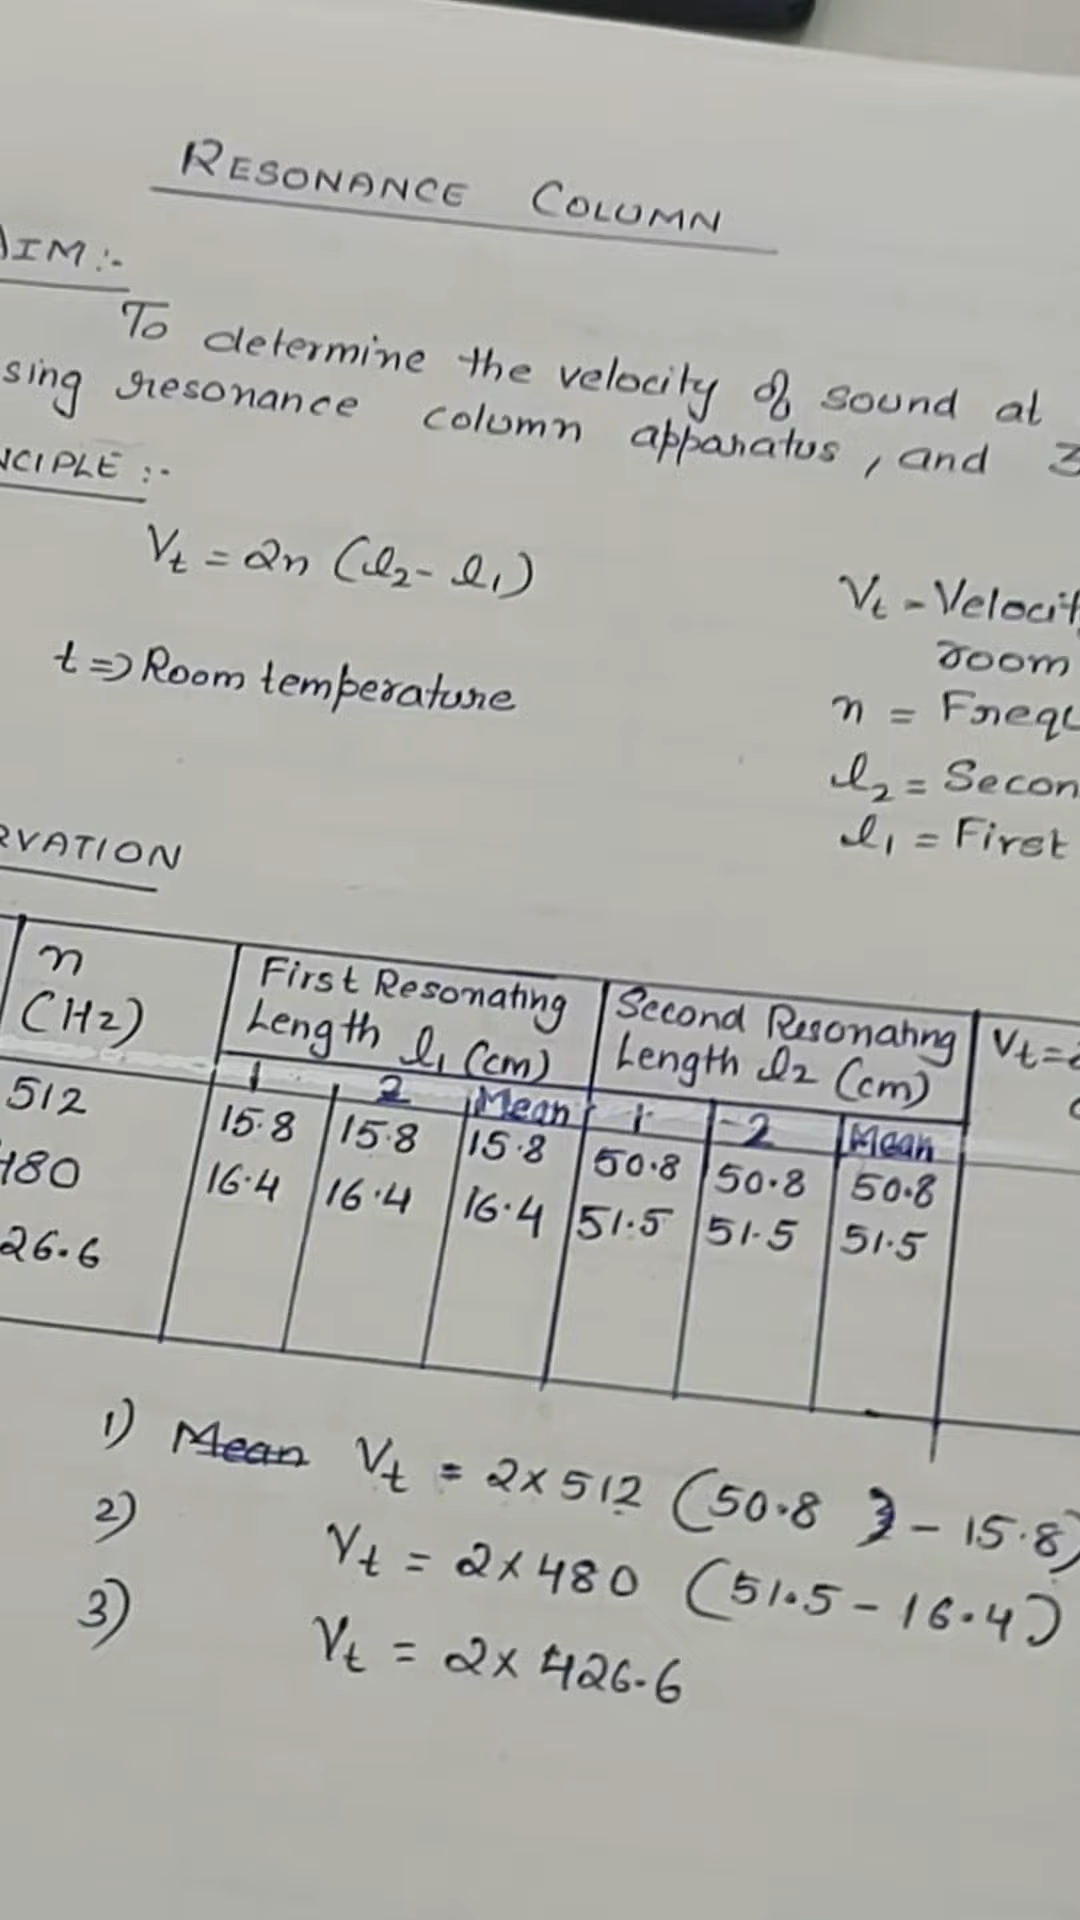 RESONANCE COLUMN
AIM :-
To determine the velocity of sound at
sing resonance column apparatus, and
NCIPLE :-
Vt = 2n (l2 - l1)
Vt - Velocit
room
t => Room temperature
n = Frequ
l2 = Secon
l1 = First
RVATION
n (Hz) First Resonating Length l1 (cm) Second Resonating Length l2 (cm) Vt =
1 2 Mean 1 2 Mean
512 15.8 15.8 15.8 50.8 50.8 50.8
480 16.4 16.4 16.4 51.5 51.5 51.5
26.6
1) Mean Vt = 2x512 (50.8 - 15.8)
2) Vt = 2x480 (51.5 - 16.4)
3) Vt = 2x 426.6